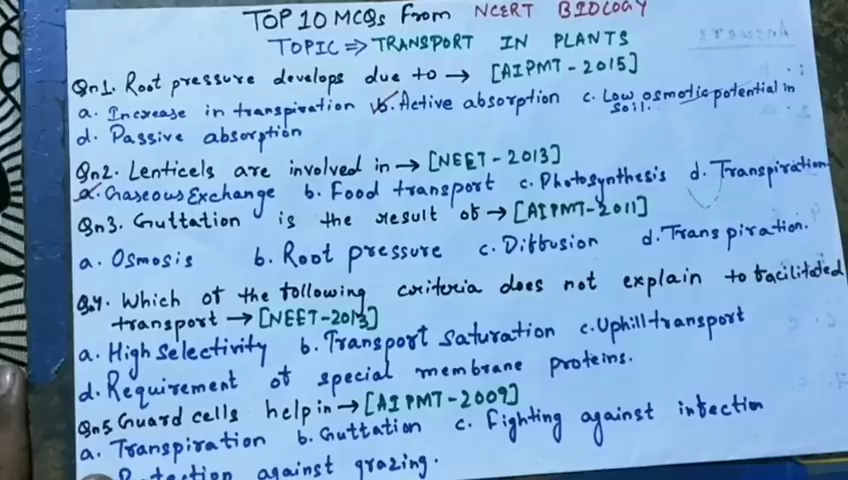 TOP 10 MCQs From NCERT BIOLOGY
TOPIC ⇒ TRANSPORT IN PLANTS
Qn1. Root pressure develops due to → [AIPMT-2015]
a. Increase in transpiration b. Active absorption c. Low osmotic potential in soil.
d. Passive absorption
Qn2. Lenticels are involved in → [NEET-2013]
a. Gaseous Exchange b. Food transport c. Photosynthesis d. Transpiration
Qn3. Guttation is the result of → [AIPMT-2011]
a. Osmosis b. Root pressure c. Diffusion d. Transpiration.
Qn4. Which of the following criteria does not explain to facilitated
transport → [NEET-2013]
a. High selectivity b. Transport saturation c. Uphill transport
d. Requirement of special membrane proteins.
Qn5. Guard cells help in → [AIPMT-2009]
a. Transpiration b. Guttation c. Fighting against infection
Protection against grazing.